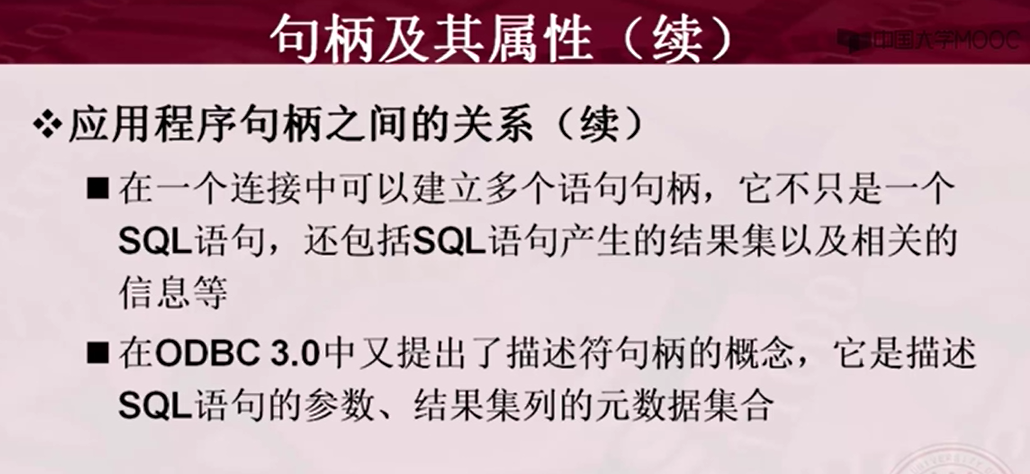 句柄及其属性（续）
中国大学MOOC
❖应用程序句柄之间的关系（续）
■在一个连接中可以建立多个语句句柄，它不只是一个
SQL语句，还包括SQL语句产生的结果集以及相关的
信息等
■在ODBC 3.0中又提出了描述符句柄的概念，它是描述
SQL语句的参数、结果集列的元数据集合